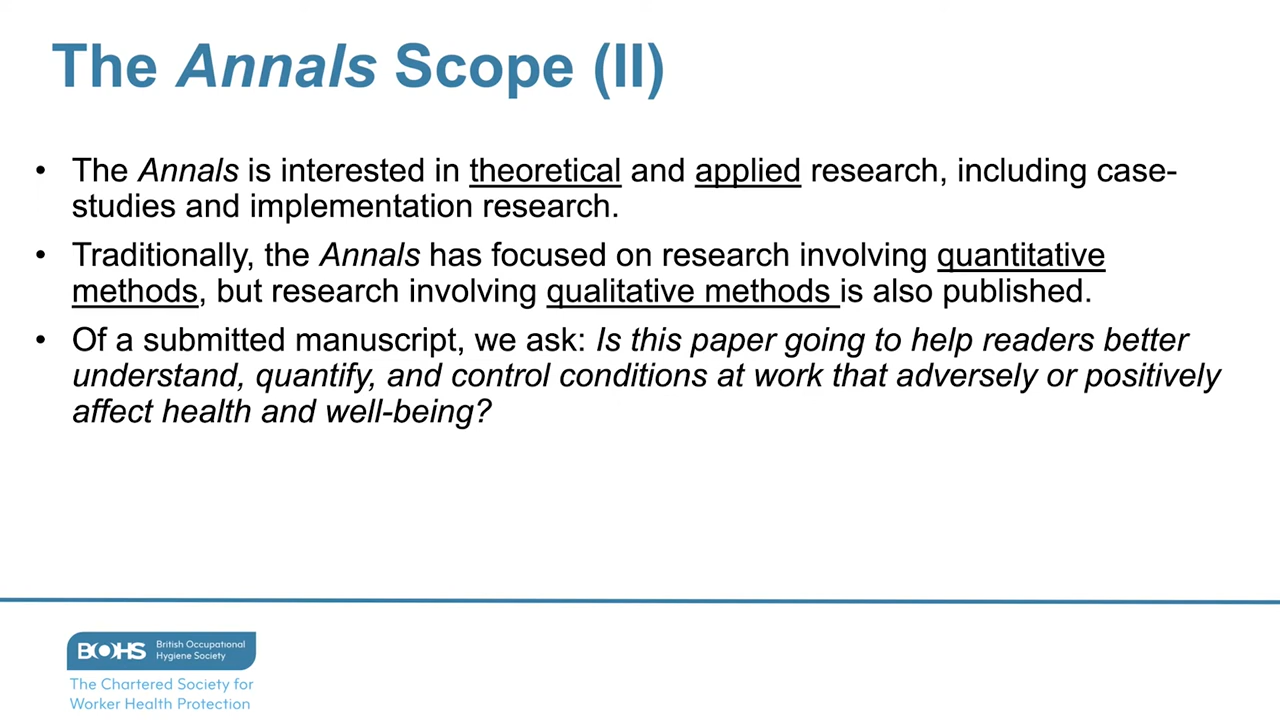 The Annals Scope (II)
• The Annals is interested in theoretical and applied research, including case-
studies and implementation research.
• Traditionally, the Annals has focused on research involving quantitative
methods, but research involving qualitative methods is also published.
• Of a submitted manuscript, we ask: Is this paper going to help readers better
understand, quantify, and control conditions at work that adversely or positively
affect health and well-being?
BOHS
British Occupational
Hygiene Society
The Chartered Society for
Worker Health Protection